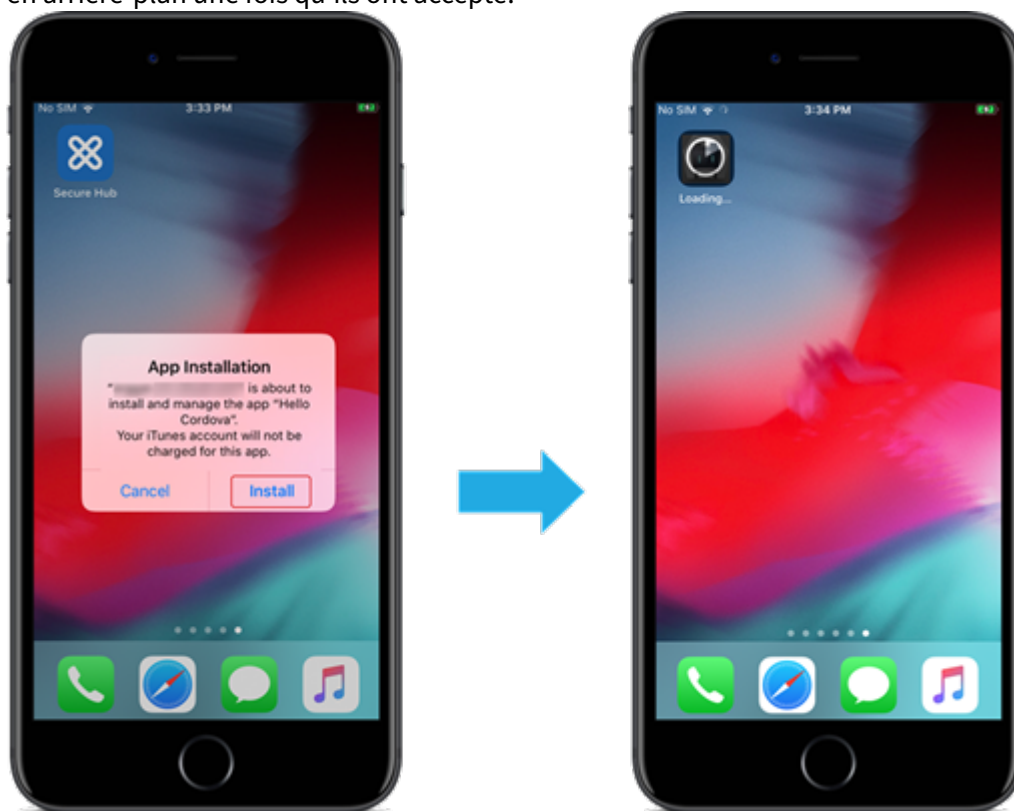 en arrière-plan une fois qu'ils ont accepté.
No SIM
3:33 PM
Secure Hub
App Installation
" is about to
install and manage the app "Hello
Cordova".
Your iTunes account will not be
charged for this app.
Cancel
Install
No SIM
3:34 PM
Loading...